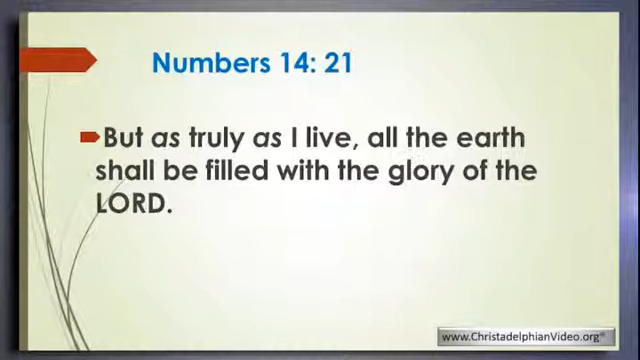 Numbers 14: 21
But as truly as I live, all the earth
shall be filled with the glory of the
LORD.
www.ChristadelphianVideo.org®